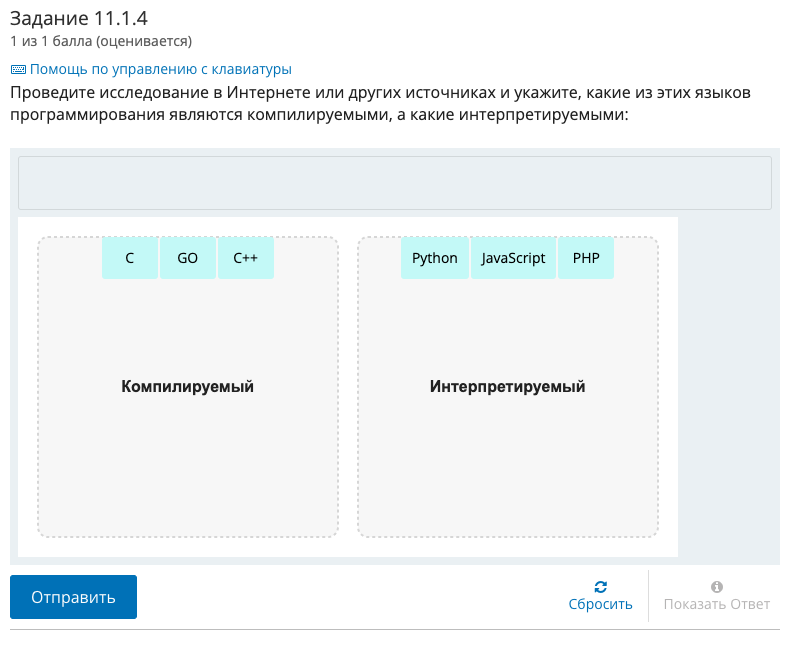 Задание 11.1.4
1 из 1 балла (оценивается)
Помощь по управлению с клавиатуры
Проведите исследование в Интернете или других источниках и укажите, какие из этих языков
программирования являются компилируемыми, а какие интерпретируемыми:
C GO C++ Python JavaScript PHP
Компилируемый Интерпретируемый
Отправить
Сбросить
Показать Ответ